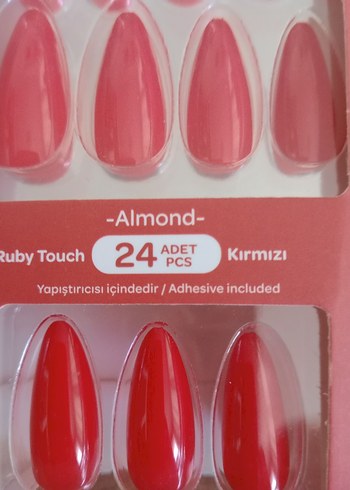 -Almond-
Ruby Touch 24 ADET PCS Kırmızı
Yapıştırıcısı içindedir / Adhesive included